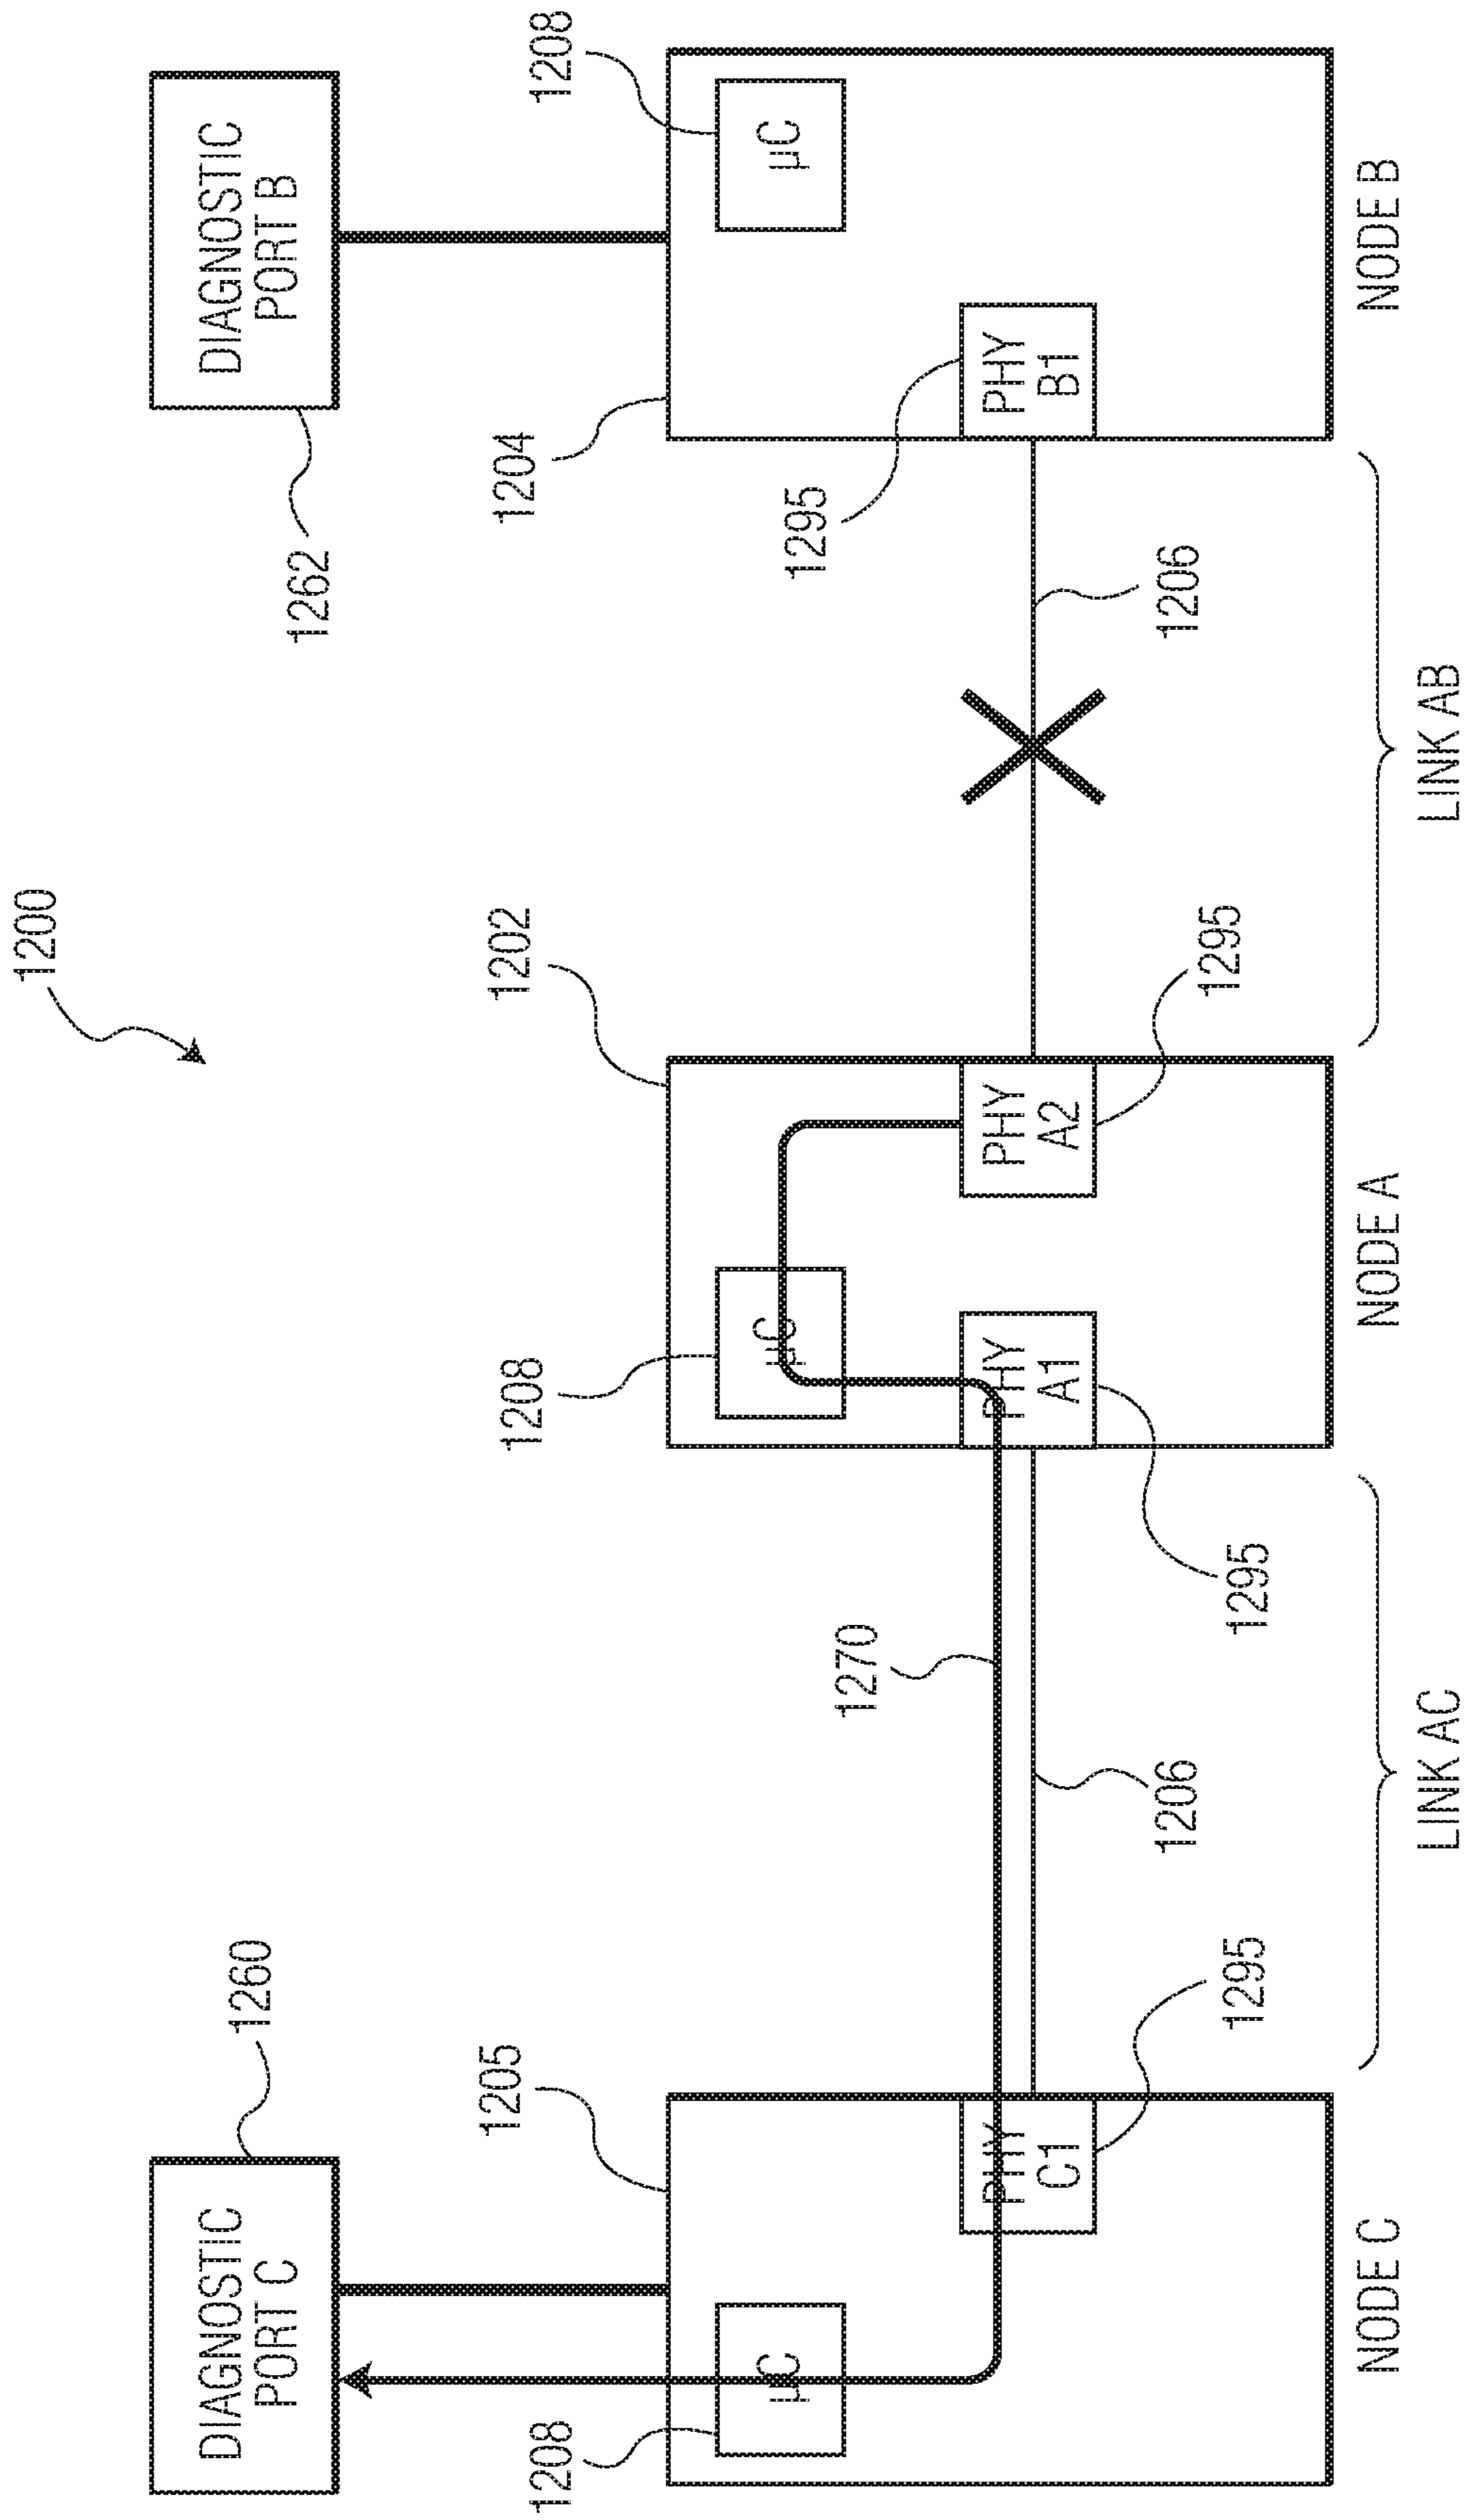 1200
1260
DIAGNOSTIC
PORT C
1262
DIAGNOSTIC
PORT B
1205
1202
1204
1208
1208
1208
µC
µC
µC
1270
1295
PHY
C1
PHY
A1
PHY
A2
PHY
B1
1206
1206
1295
1295
1295
NODE C
NODE A
NODE B
LINK AC
LINK AB